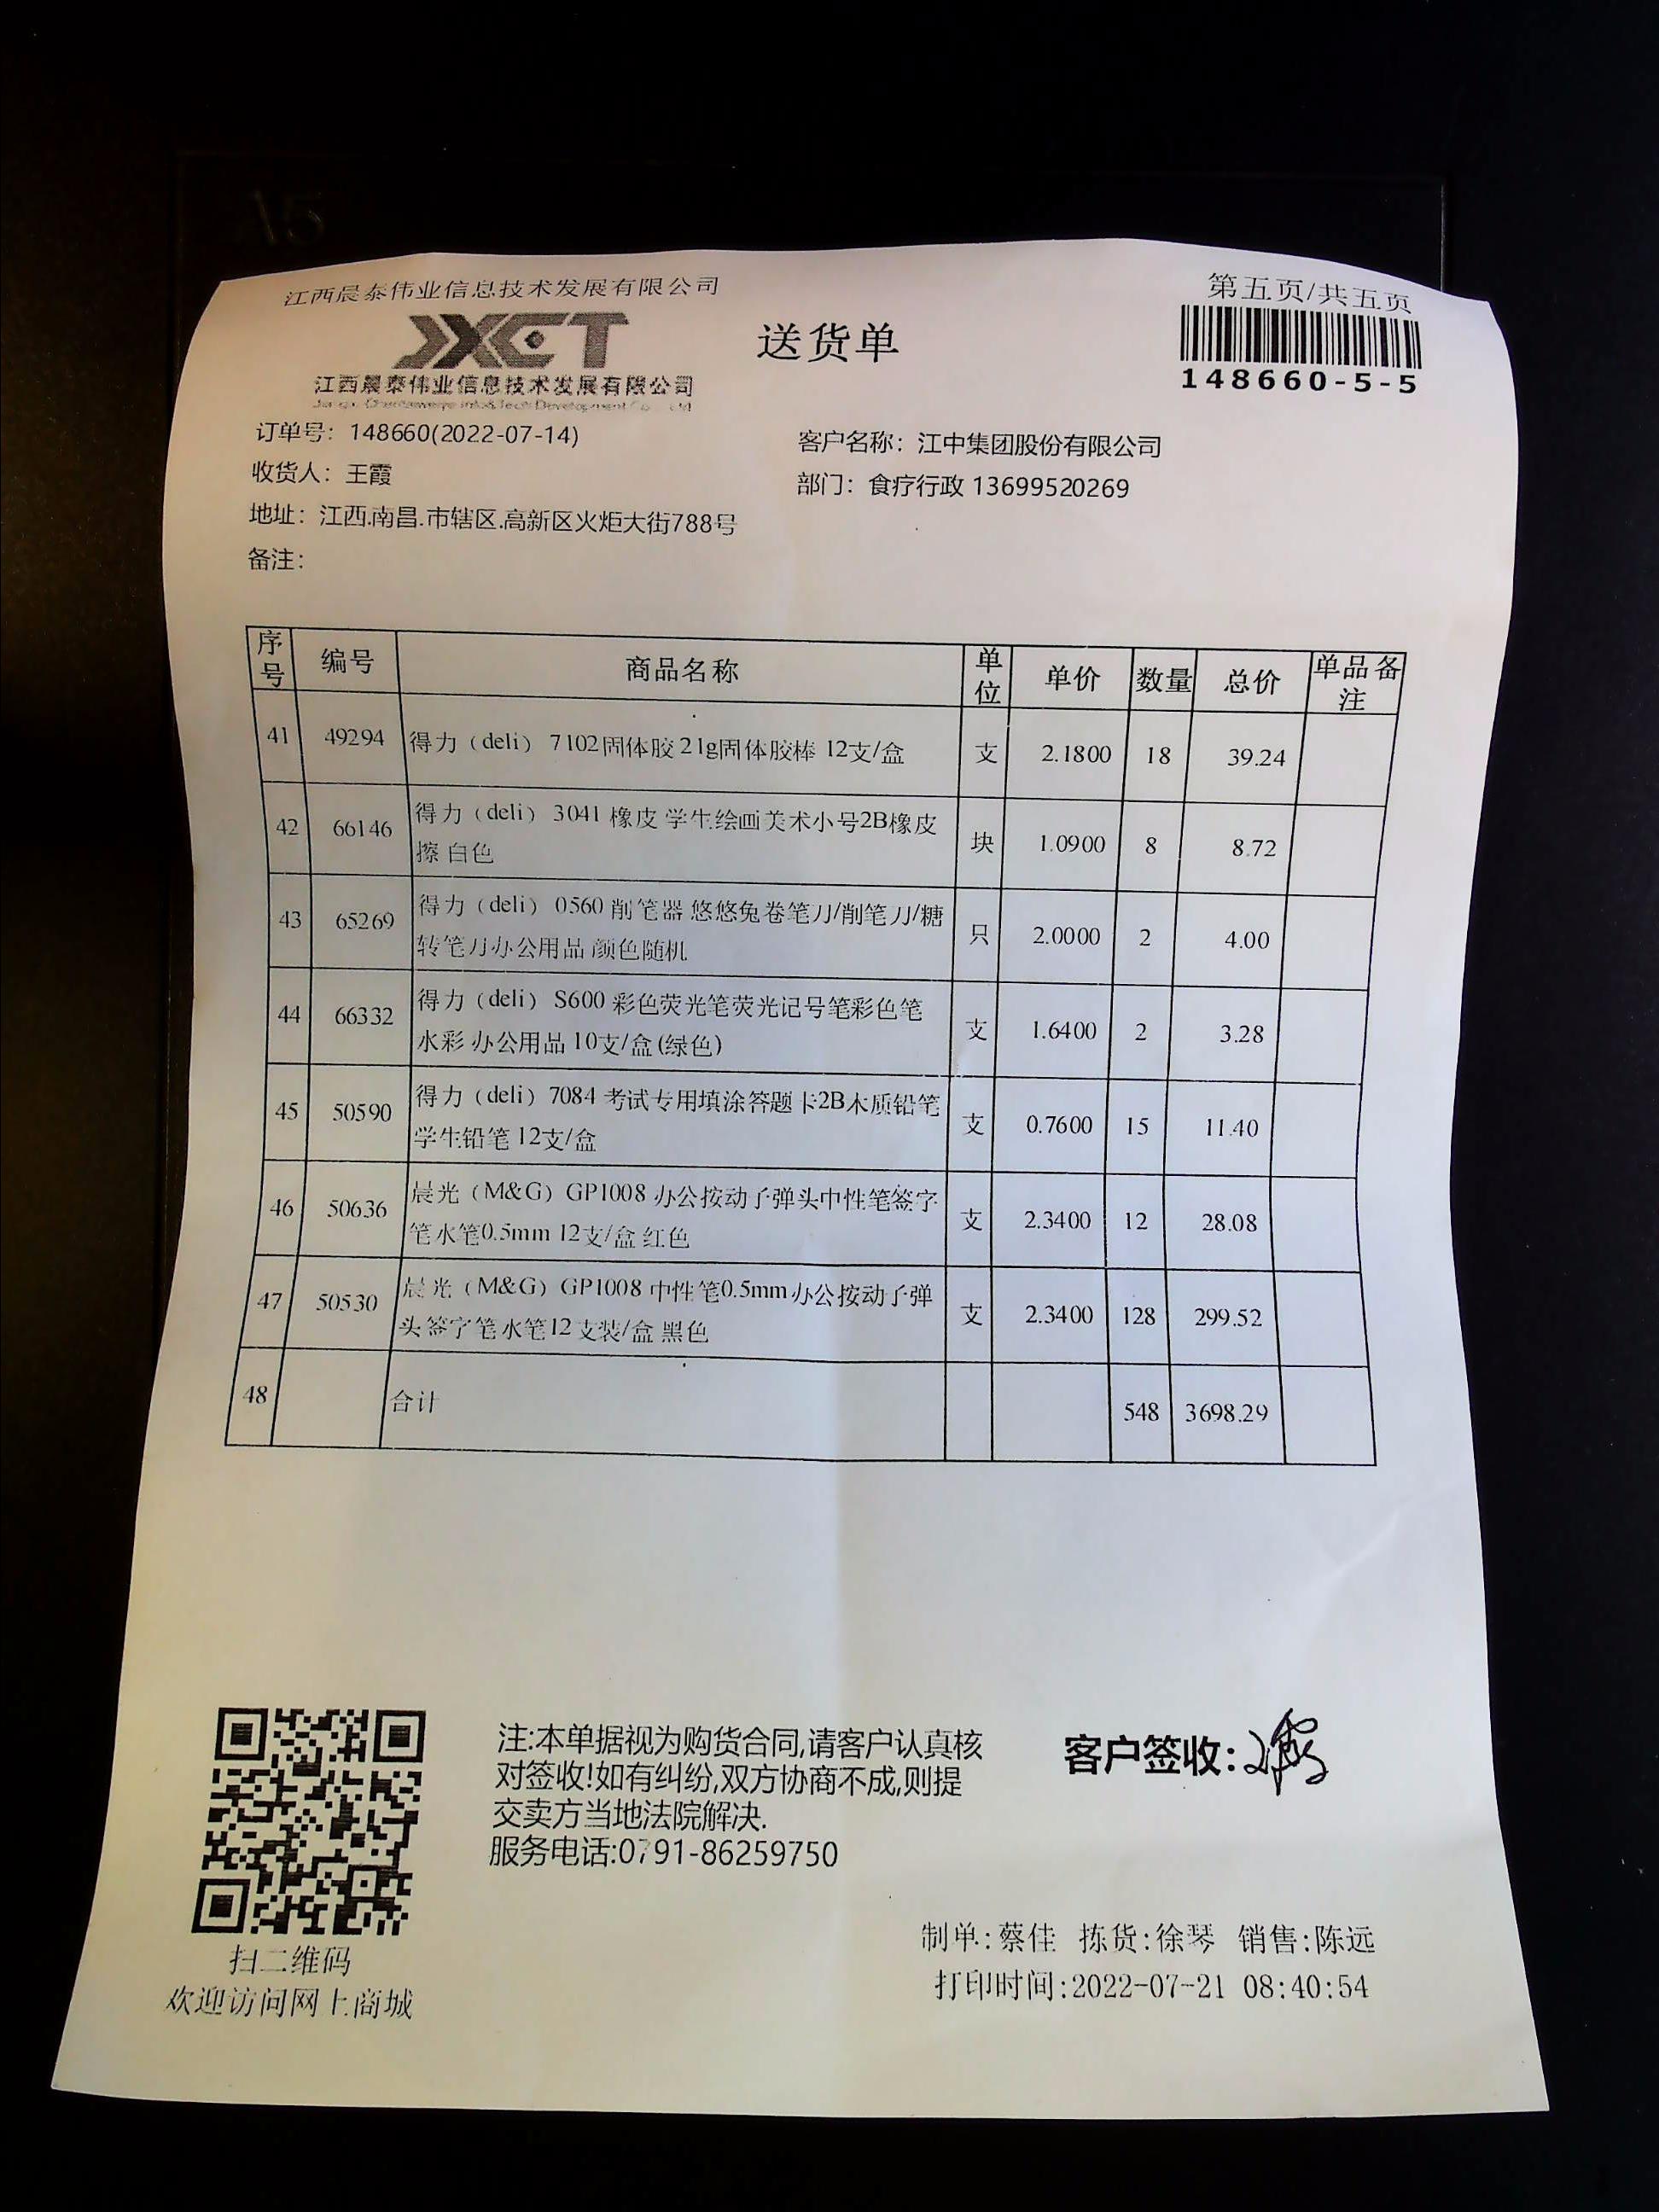 江西晨泰伟业信息技术发展有限公司
第五页/共五页
JXCT
送货单
江西晨泰伟业信息技术发展有限公司
148660-5-5
订单号：148660(2022-07-14)
客户名称：江中集团股份有限公司
收货人：王霞
部门：食疗行政 13699520269
地址：江西.南昌.市辖区.高新区火炬大街788号
备注：
序号 编号 商品名称 单位 单价 数量 总价 单品备注
41 49294 得力（deli） 7102固体胶 21g固体胶棒 12支/盒 支 2.1800 18 39.24
42 66146 得力（deli） 3041 橡皮 学生绘画美术小号2B橡皮
擦 白色 块 1.0900 8 8.72
43 65269 得力（deli） 0560 削笔器 悠悠兔卷笔刀/削笔刀/糖
转笔刀办公用品 颜色随机 只 2.0000 2 4.00
44 66332 得力（deli） S600 彩色荧光笔荧光记号笔彩色笔
水彩 办公用品 10支/盒(绿色) 支 1.6400 2 3.28
45 50590 得力（deli）7084 考试专用填涂答题卡2B木质铅笔
学生铅笔 12支/盒 支 0.7600 15 11.40
46 50636 晨光（M&G）GP1008 办公按动子弹头中性笔签字
笔水笔0.5mm 12支/盒 红色 支 2.3400 12 28.08
47 50530 晨光（M&G）GP1008 中性笔0.5mm办公按动子弹
头签字笔水笔12支装/盒 黑色 支 2.3400 128 299.52
48 合计 548 3698.29
注:本单据视为购货合同,请客户认真核
对签收!如有纠纷,双方协商不成,则提
交卖方当地法院解决.
服务电话:0791-86259750
客户签收:
扫二维码
欢迎访问网上商城
制单:蔡佳 拣货:徐琴 销售:陈远
打印时间:2022-07-21 08:40:54